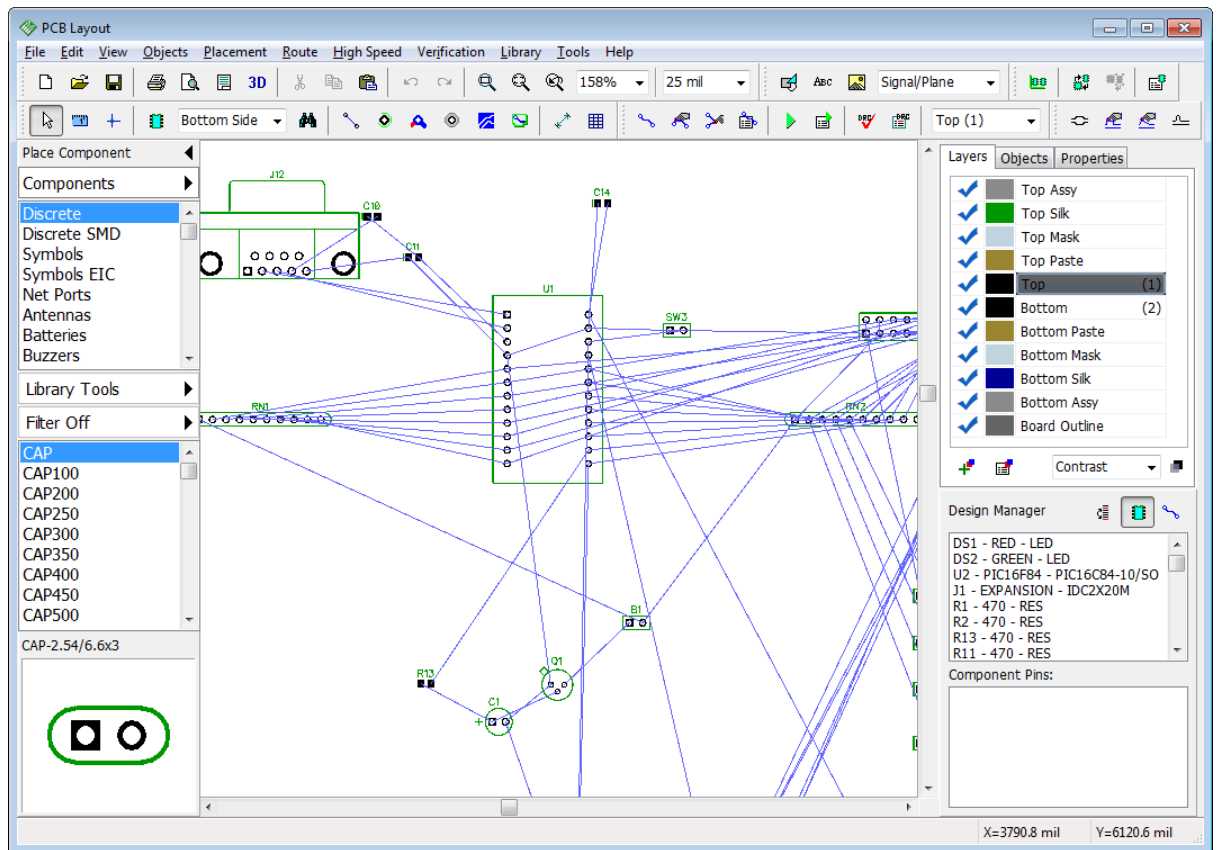 PCB Layout
File Edit View Objects Placement Route High Speed Verification Library Tools Help
3D 158% 25 mil ABC Signal/Plane
Bottom Side DRC DRC Top (1)
Place Component
Components
Discrete
Discrete SMD
Symbols
Symbols EIC
Net Ports
Antennas
Batteries
Buzzers
Library Tools
Filter Off
CAP
CAP100
CAP200
CAP250
CAP300
CAP350
CAP400
CAP450
CAP500
CAP-2.54/6.6x3
J12
C10
C14
C11
U1
SW3
RN1
RN2
B1
Q1
R13
C1
+
Layers Objects Properties
Top Assy
Top Silk
Top Mask
Top Paste
Top (1)
Bottom (2)
Bottom Paste
Bottom Mask
Bottom Silk
Bottom Assy
Board Outline
Contrast
Design Manager
DS1 - RED - LED
DS2 - GREEN - LED
U2 - PIC16F84 - PIC16C84-10/SO
J1 - EXPANSION - IDC2X20M
R1 - 470 - RES
R2 - 470 - RES
R13 - 470 - RES
R11 - 470 - RES
Component Pins:
X=3790.8 mil Y=6120.6 mil